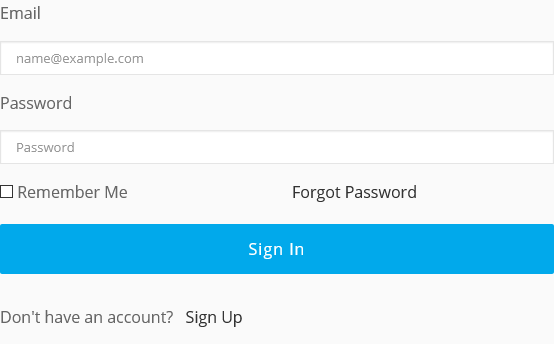 Email
name@example.com
Password
Password
Remember Me Forgot Password
Sign In
Don't have an account? Sign Up